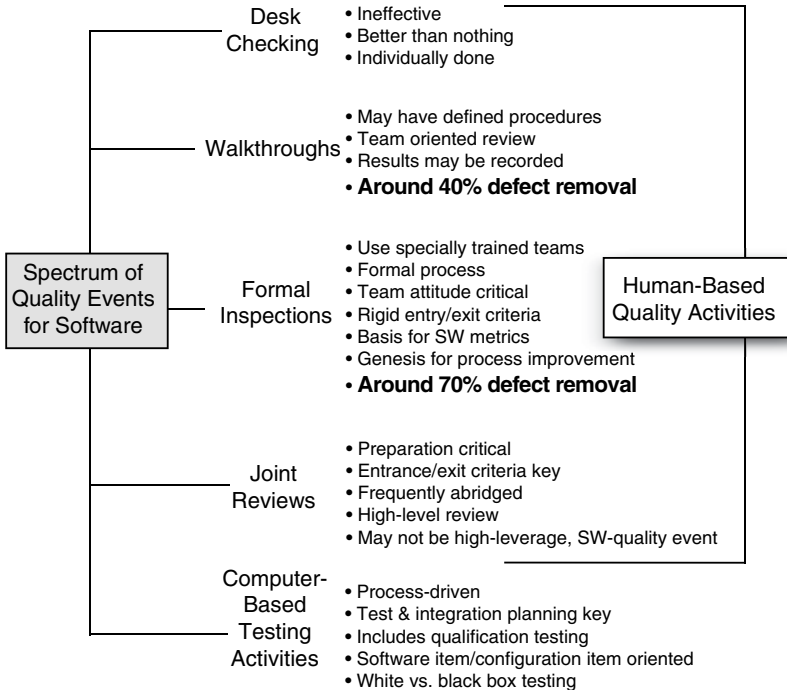 Desk
Checking
• Ineffective
• Better than nothing
• Individually done
Walkthroughs
• May have defined procedures
• Team oriented review
• Results may be recorded
• Around 40% defect removal
Spectrum of
Quality Events
for Software
Formal
Inspections
• Use specially trained teams
• Formal process
• Team attitude critical
• Rigid entry/exit criteria
• Basis for SW metrics
• Genesis for process improvement
• Around 70% defect removal
Human-Based
Quality Activities
Joint
Reviews
• Preparation critical
• Entrance/exit criteria key
• Frequently abridged
• High-level review
• May not be high-leverage, SW-quality event
Computer-
Based
Testing
Activities
• Process-driven
• Test & integration planning key
• Includes qualification testing
• Software item/configuration item oriented
• White vs. black box testing